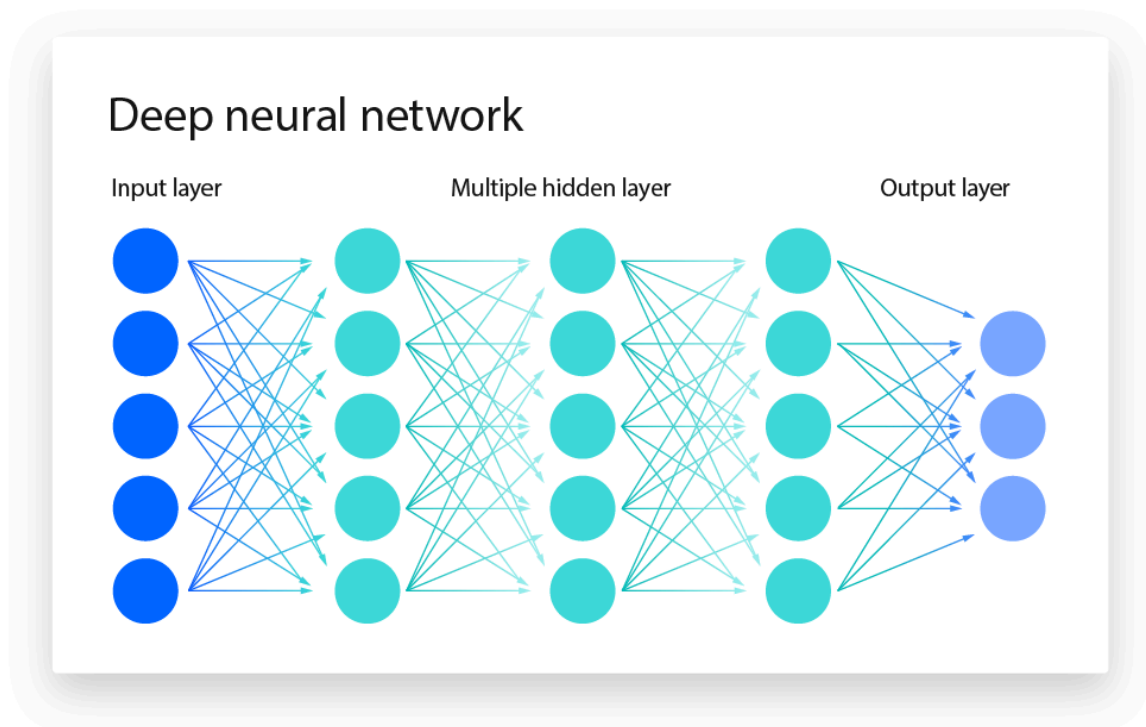 Deep neural network
Input layer
Multiple hidden layer
Output layer